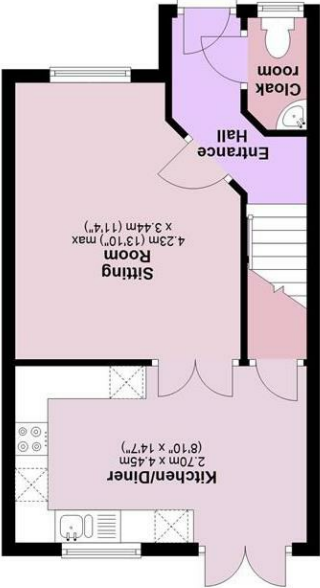 Kitchen/Diner
2.70m x 4.45m
(8'10" x 14'7")
Sitting
Room
4.23m (13'10") max
x 3.44m (11'4")
Entrance
Hall
Cloak
room